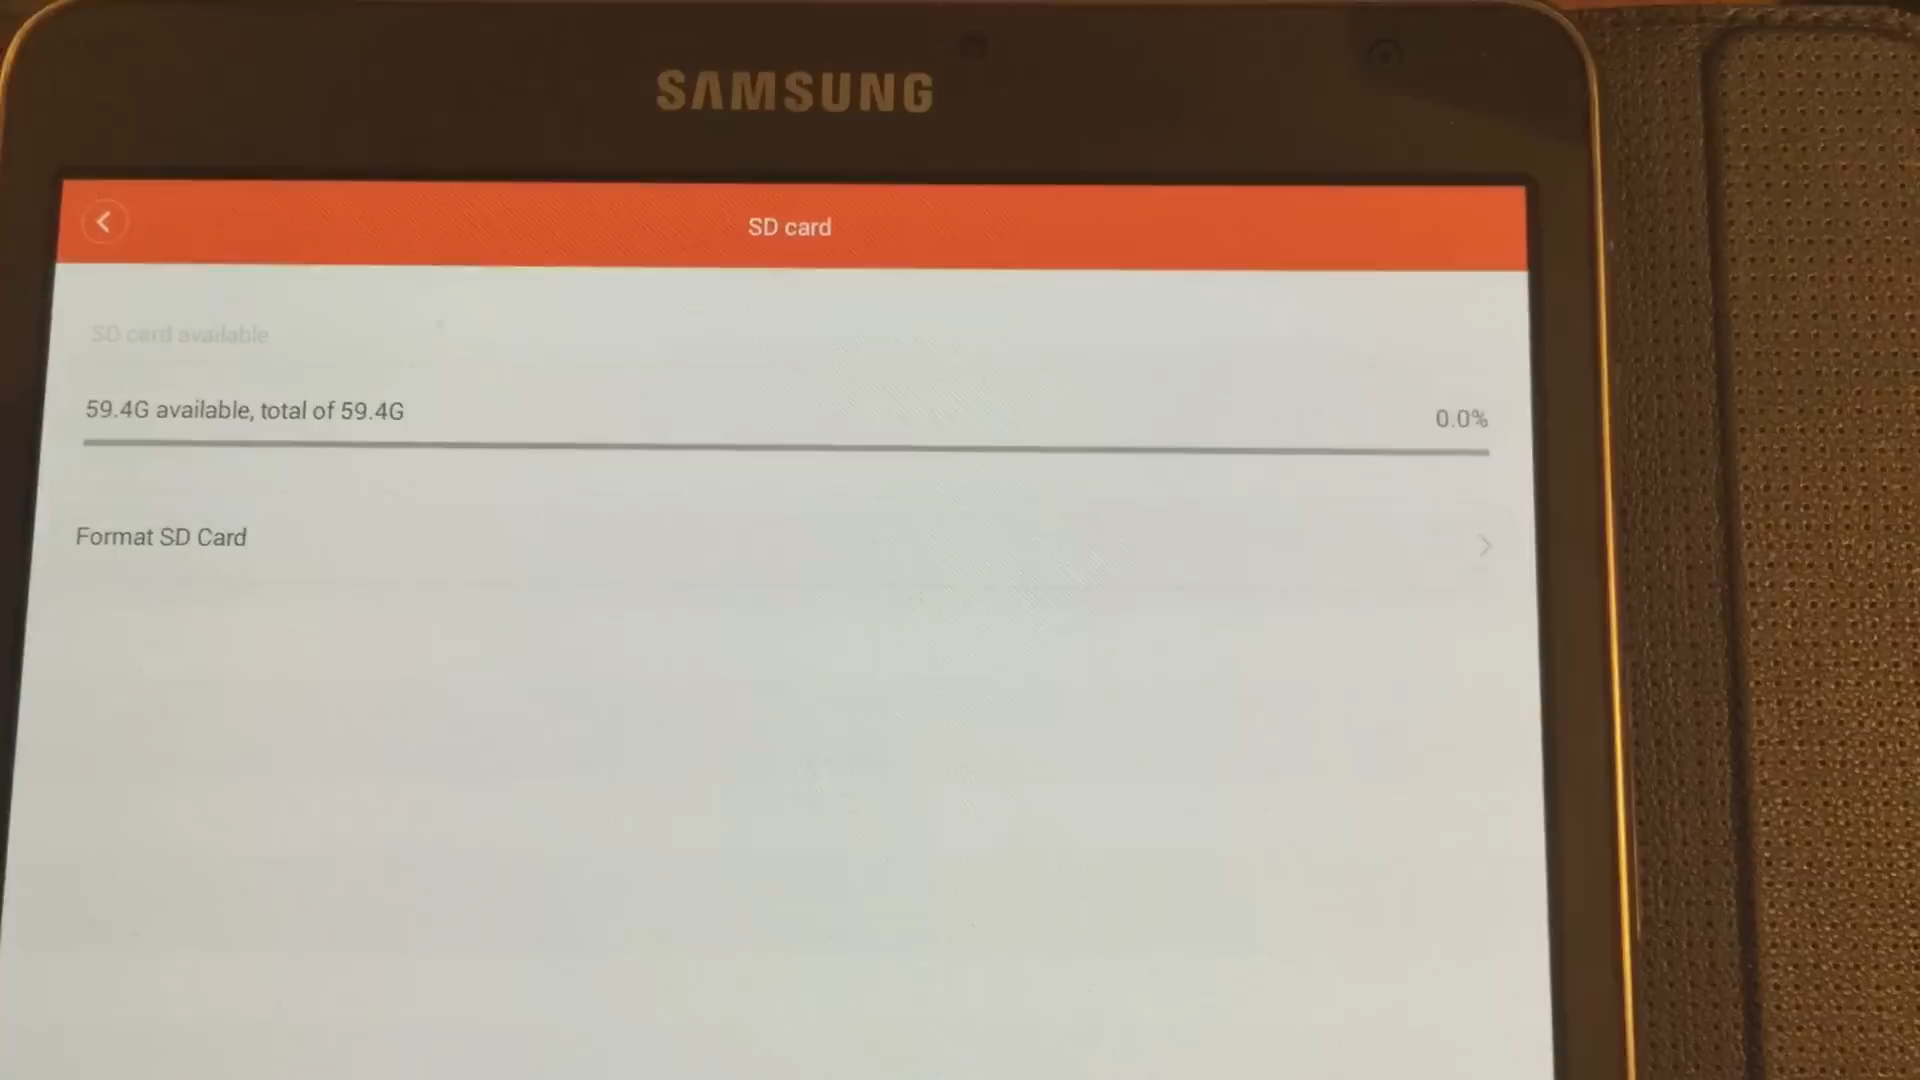 SAMSUNG
SD card
SD card available
59.4G available, total of 59.4G
0.0%
Format SD Card